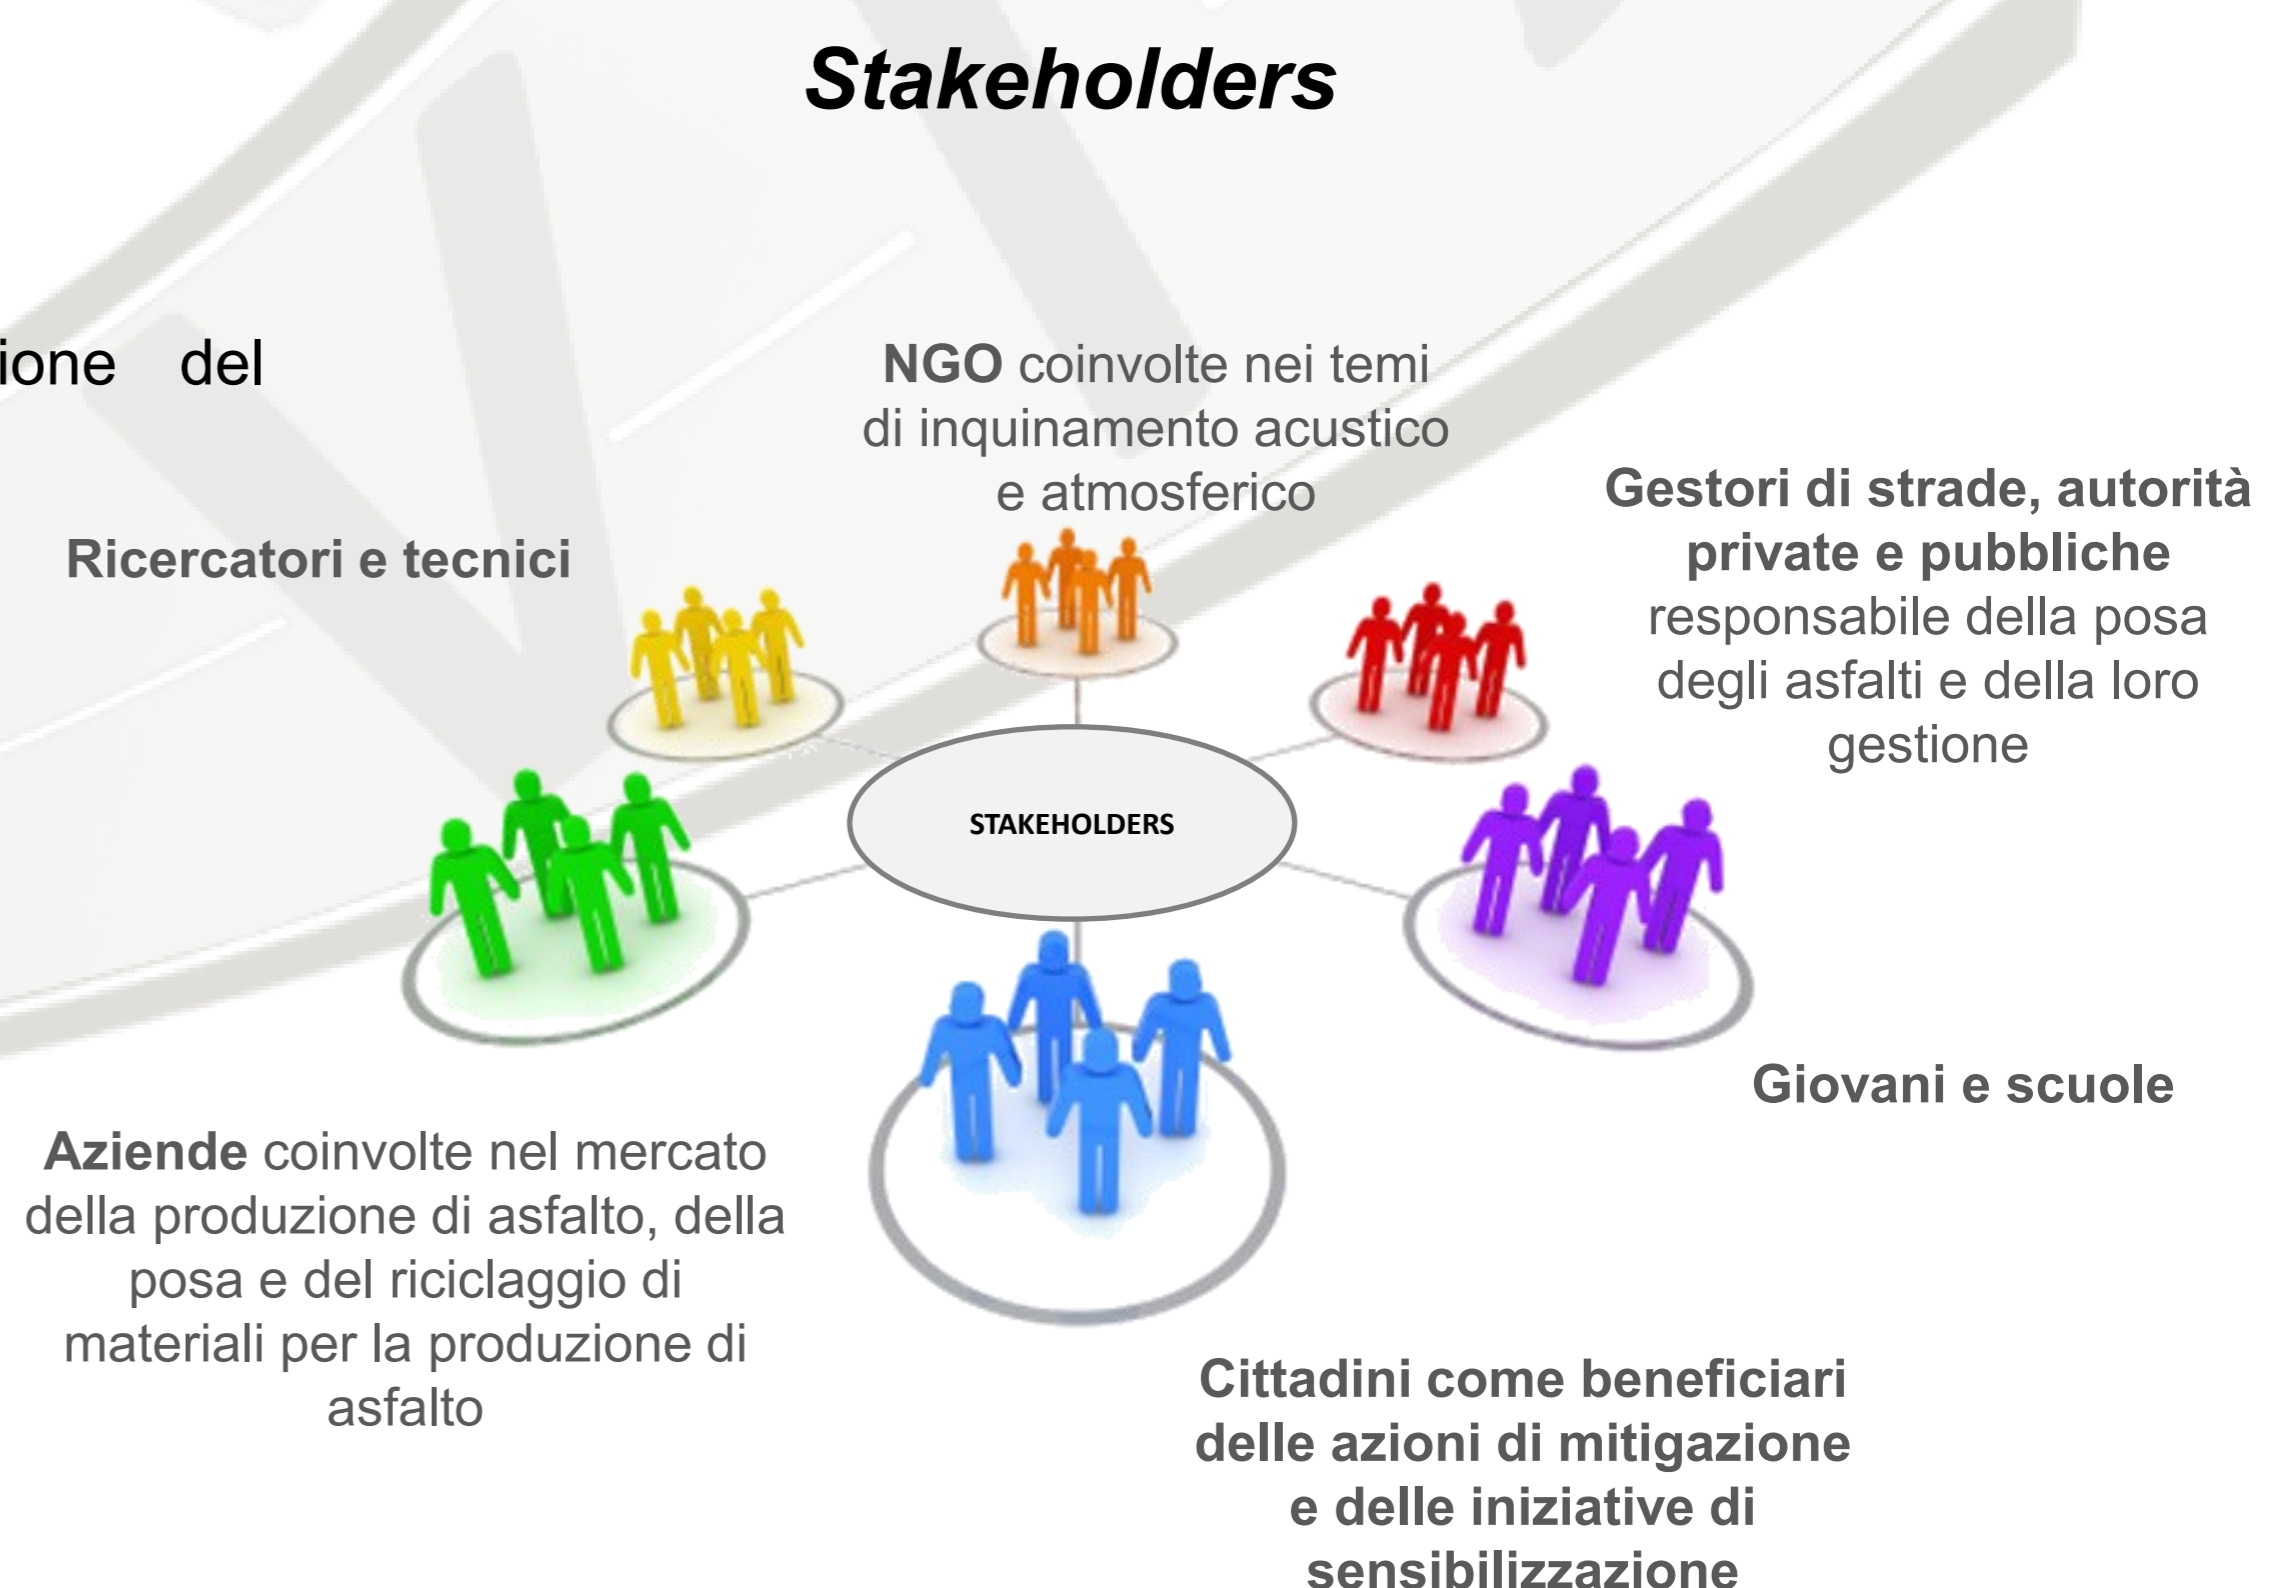 Stakeholders
ione del
NGO coinvolte nei temi
di inquinamento acustico
e atmosferico
Gestori di strade, autorità
private e pubbliche
responsabile della posa
degli asfalti e della loro
gestione
Ricercatori e tecnici
STAKEHOLDERS
Giovani e scuole
Aziende coinvolte nel mercato
della produzione di asfalto, della
posa e del riciclaggio di
materiali per la produzione di
asfalto
Cittadini come beneficiari
delle azioni di mitigazione
e delle iniziative di
sensibilizzazione